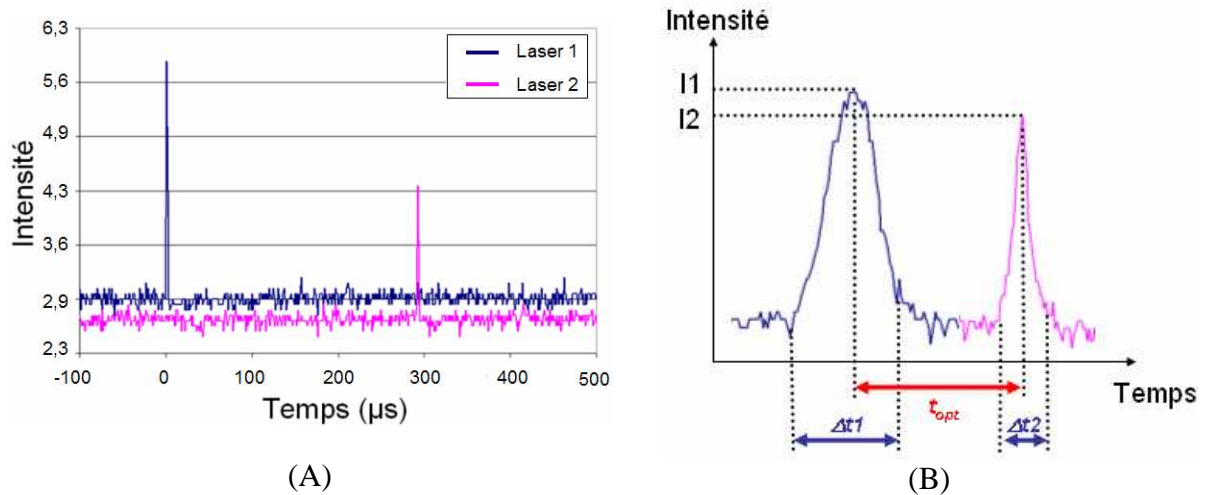 6,3
5,6
4,9
4,3
3,6
2,9
2,3
Intensité
Laser 1
Laser 2
-100 0 100 200 300 400 500
Temps (µs)
(A)
Intensité
I1
I2
Temps
t_opt
Δt1
Δt2
(B)